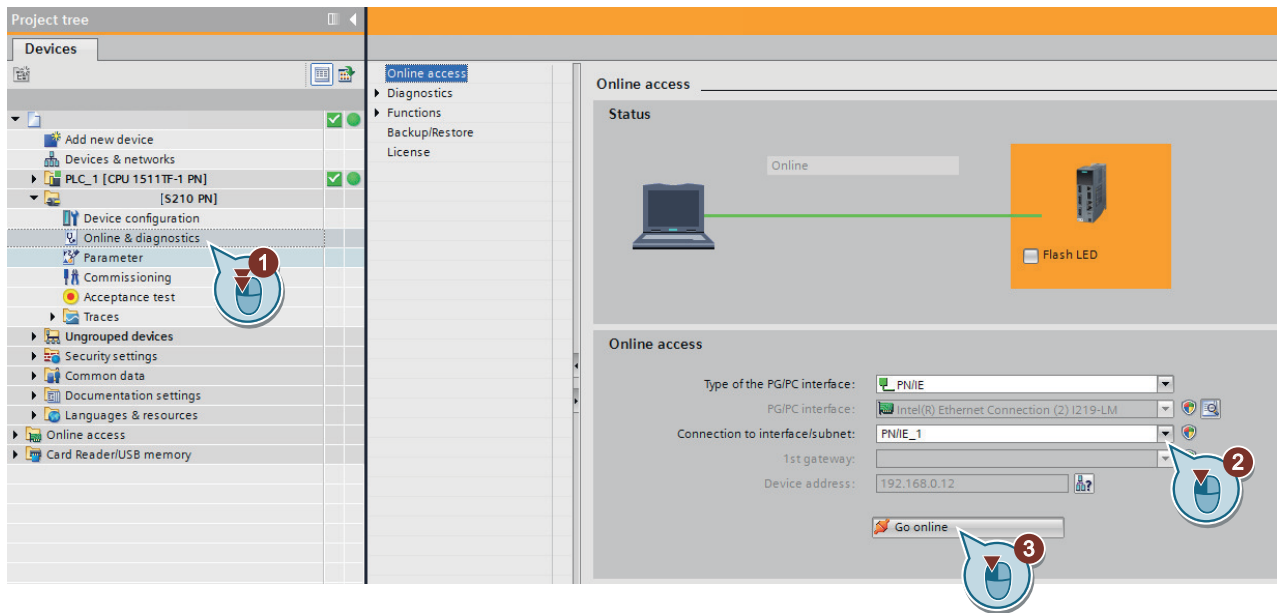 Project tree
Devices
Add new device
Devices & networks
PLC_1 [CPU 1511TF-1 PN]
[S210 PN]
Device configuration
Online & diagnostics
Parameter
Commissioning
Acceptance test
Traces
Ungrouped devices
Security settings
Common data
Documentation settings
Languages & resources
Online access
Card Reader/USB memory
1
Online access
Diagnostics
Functions
Backup/Restore
License
Online access
Status
Online
Flash LED
Online access
Type of the PG/PC interface: PN/IE
PG/PC interface: Intel(R) Ethernet Connection (2) I219-LM
Connection to interface/subnet: PN/IE_1
1st gateway:
2
Device address: 192.168.0.12 ?
Go online
3